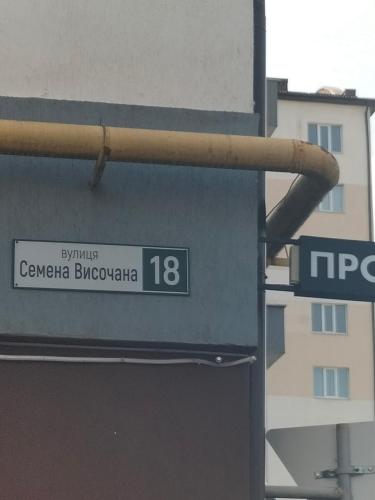 вулиця
Семена Височана
18
ПРО